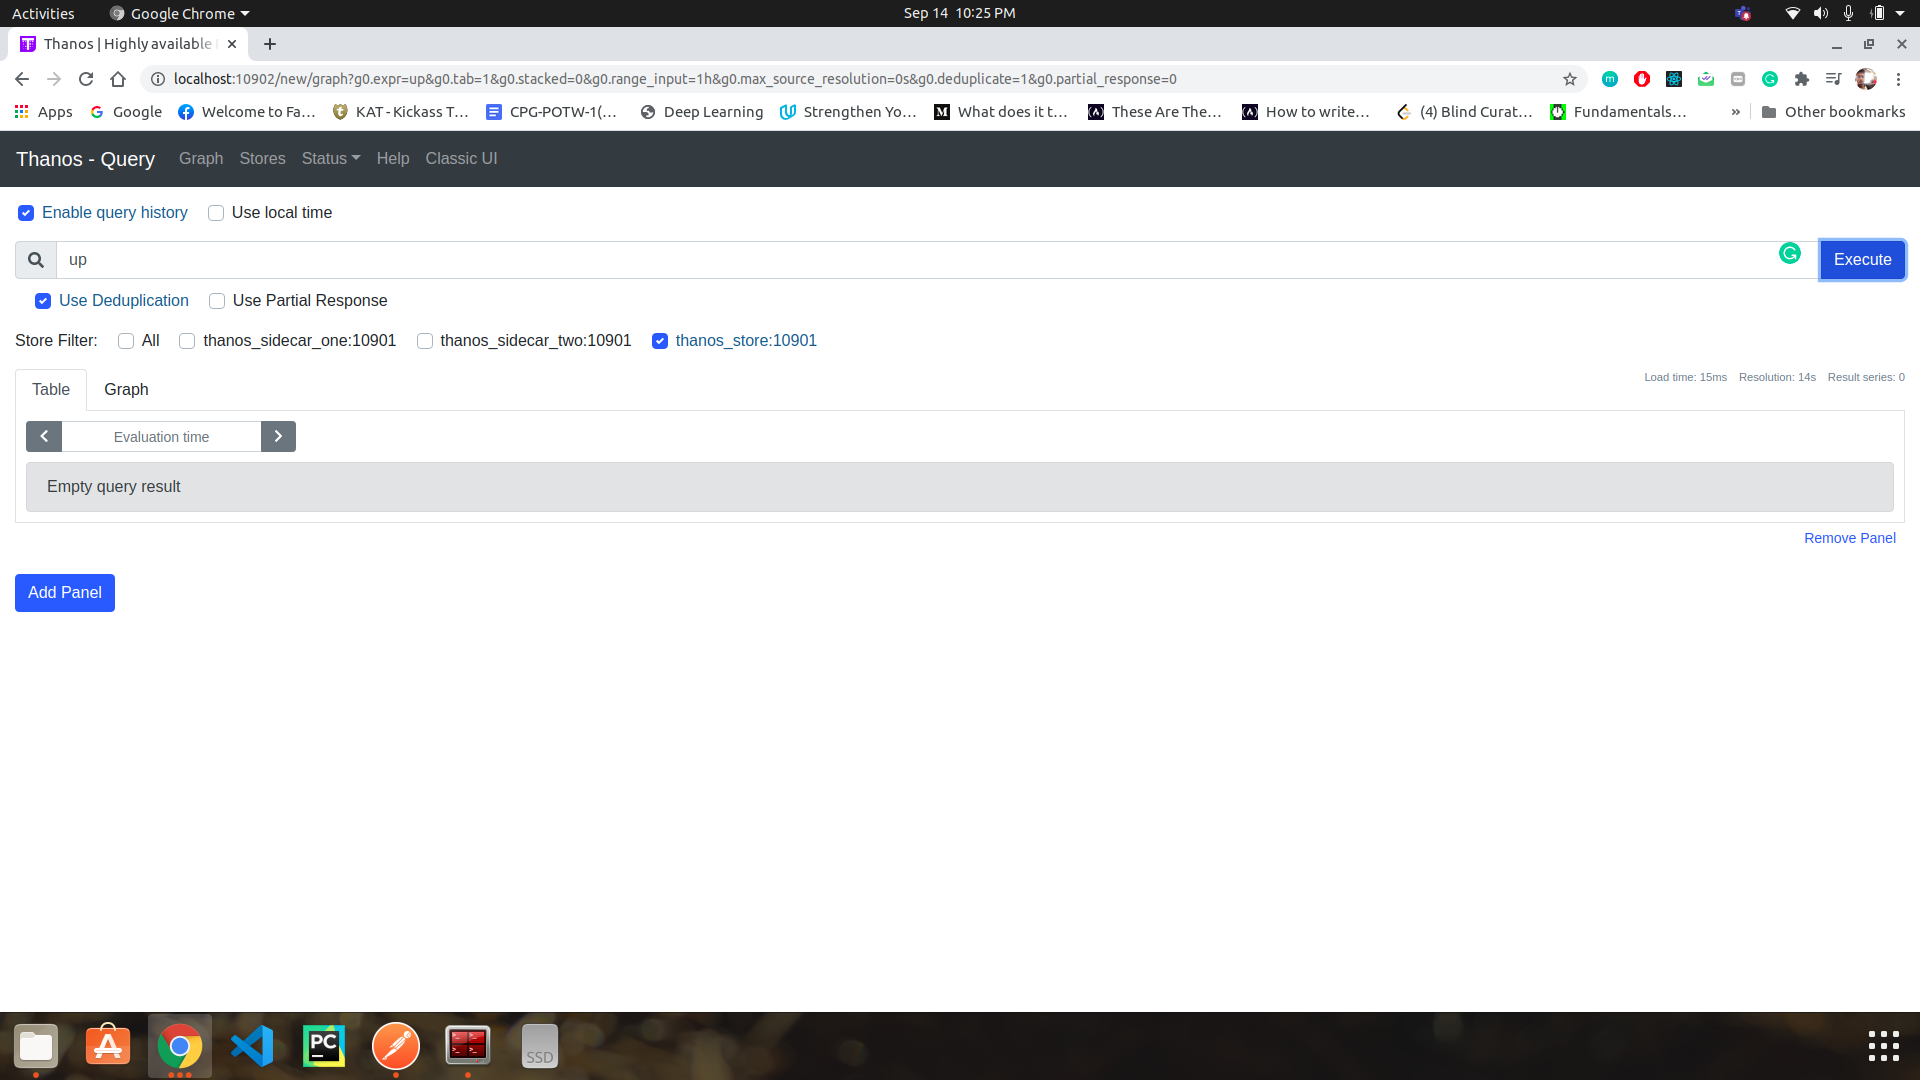 Activities Google Chrome Sep 14 10:25 PM
Thanos | Highly available
localhost:10902/new/graph?g0.expr=up&g0.tab=1&g0.stacked=0&g0.range_input=1h&g0.max_source_resolution=0s&g0.deduplicate=1&g0.partial_response=0
Apps Google Welcome to Fa... KAT - Kickass T... CPG-POTW-1(... Deep Learning Strengthen Yo... What does it t... These Are The... How to write... (4) Blind Curat... Fundamentals... » Other bookmarks
Thanos - Query Graph Stores Status Help Classic UI
Enable query history Use local time
up Execute
Use Deduplication Use Partial Response
Store Filter: All thanos_sidecar_one:10901 thanos_sidecar_two:10901 thanos_store:10901
Table Graph Load time: 15ms Resolution: 14s Result series: 0
Evaluation time
Empty query result
Remove Panel
Add Panel
PC
SSD